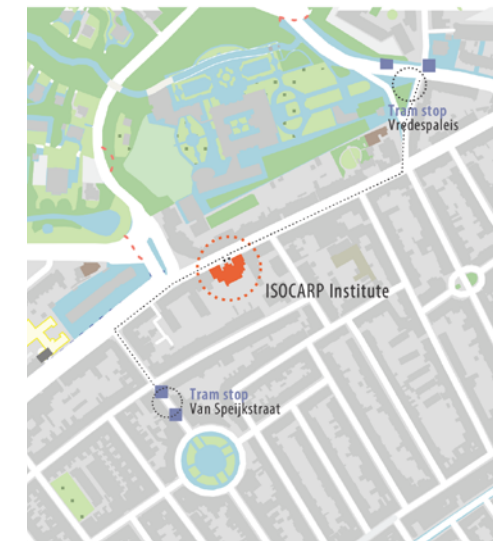 Tram stop
Vredespaleis
ISOCARP Institute
Tram stop
Van Speijkstraat